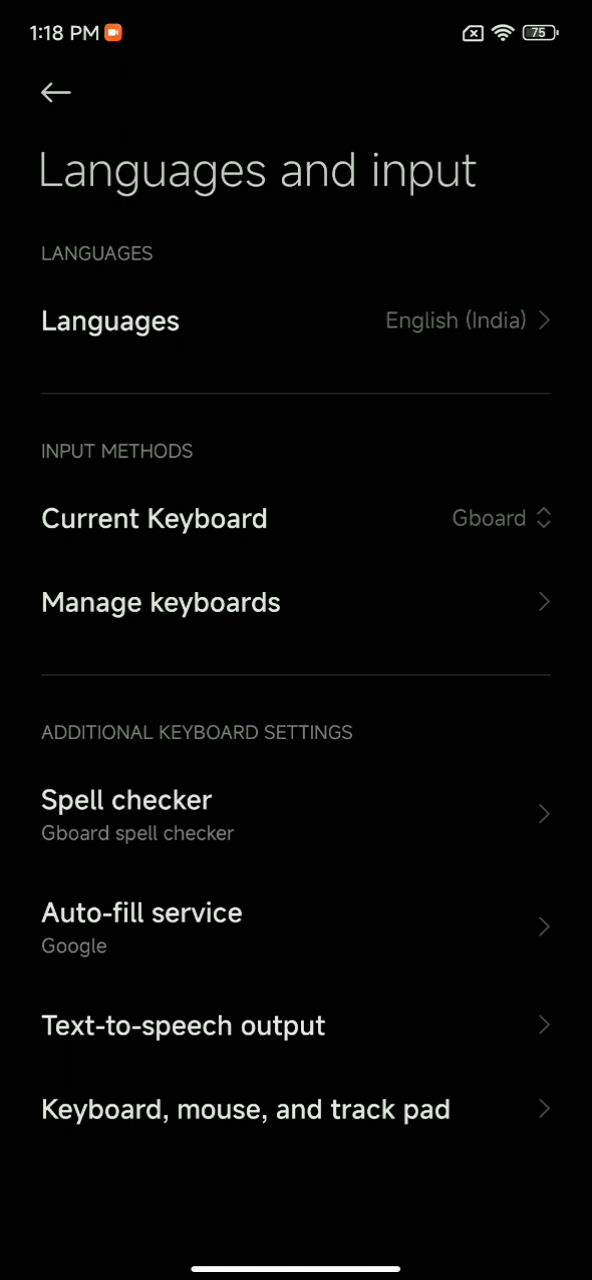 1:18 PM
75
Languages and input
LANGUAGES
Languages
English (India)
INPUT METHODS
Current Keyboard
Gboard
Manage keyboards
ADDITIONAL KEYBOARD SETTINGS
Spell checker
Gboard spell checker
Auto-fill service
Google
Text-to-speech output
Keyboard, mouse, and track pad